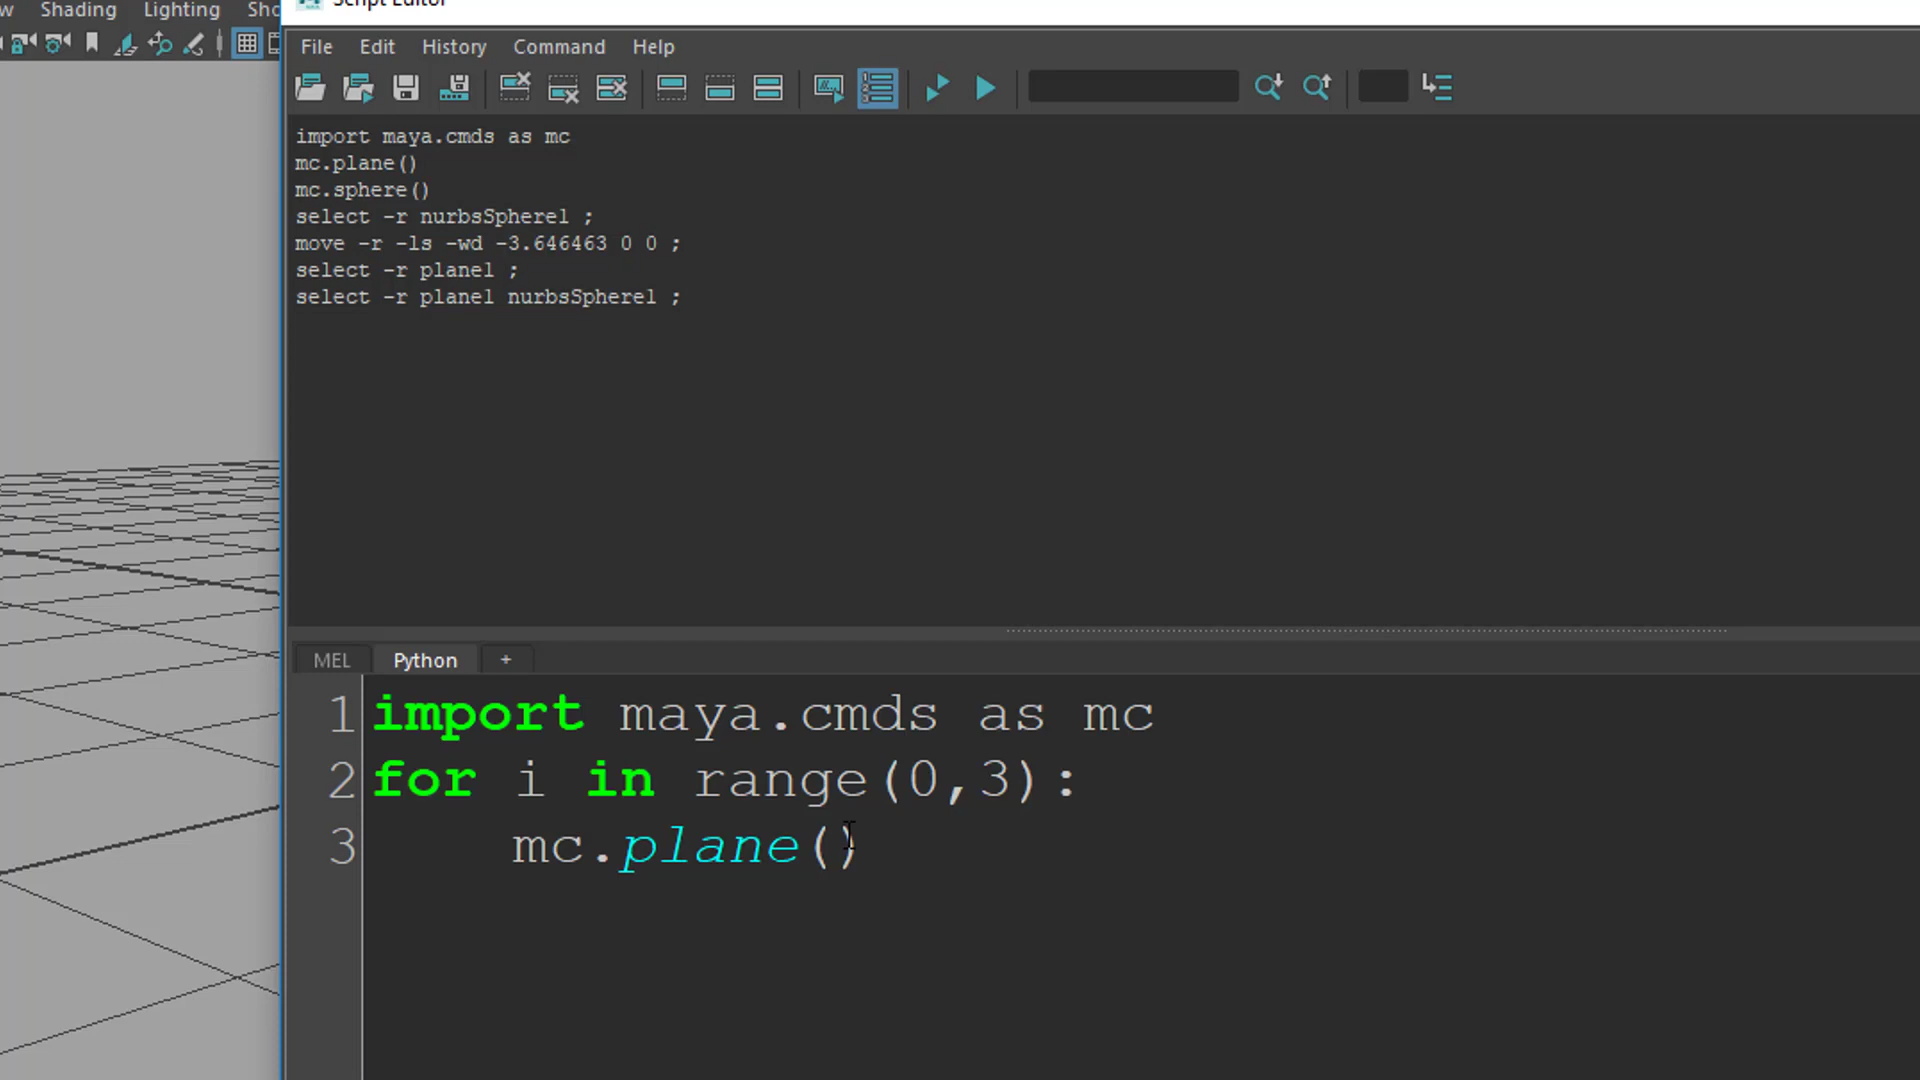 w Shading Lighting Sho
Script Editor
File Edit History Command Help
import maya.cmds as mc
mc.plane()
mc.sphere()
select -r nurbsSphere1 ;
move -r -ls -wd -3.646463 0 0 ;
select -r plane1 ;
select -r plane1 nurbsSphere1 ;
MEL Python +
1 import maya.cmds as mc
2 for i in range(0,3):
3 mc.plane()